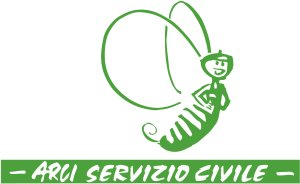 – ARCI SERVIZIO CIVILE –